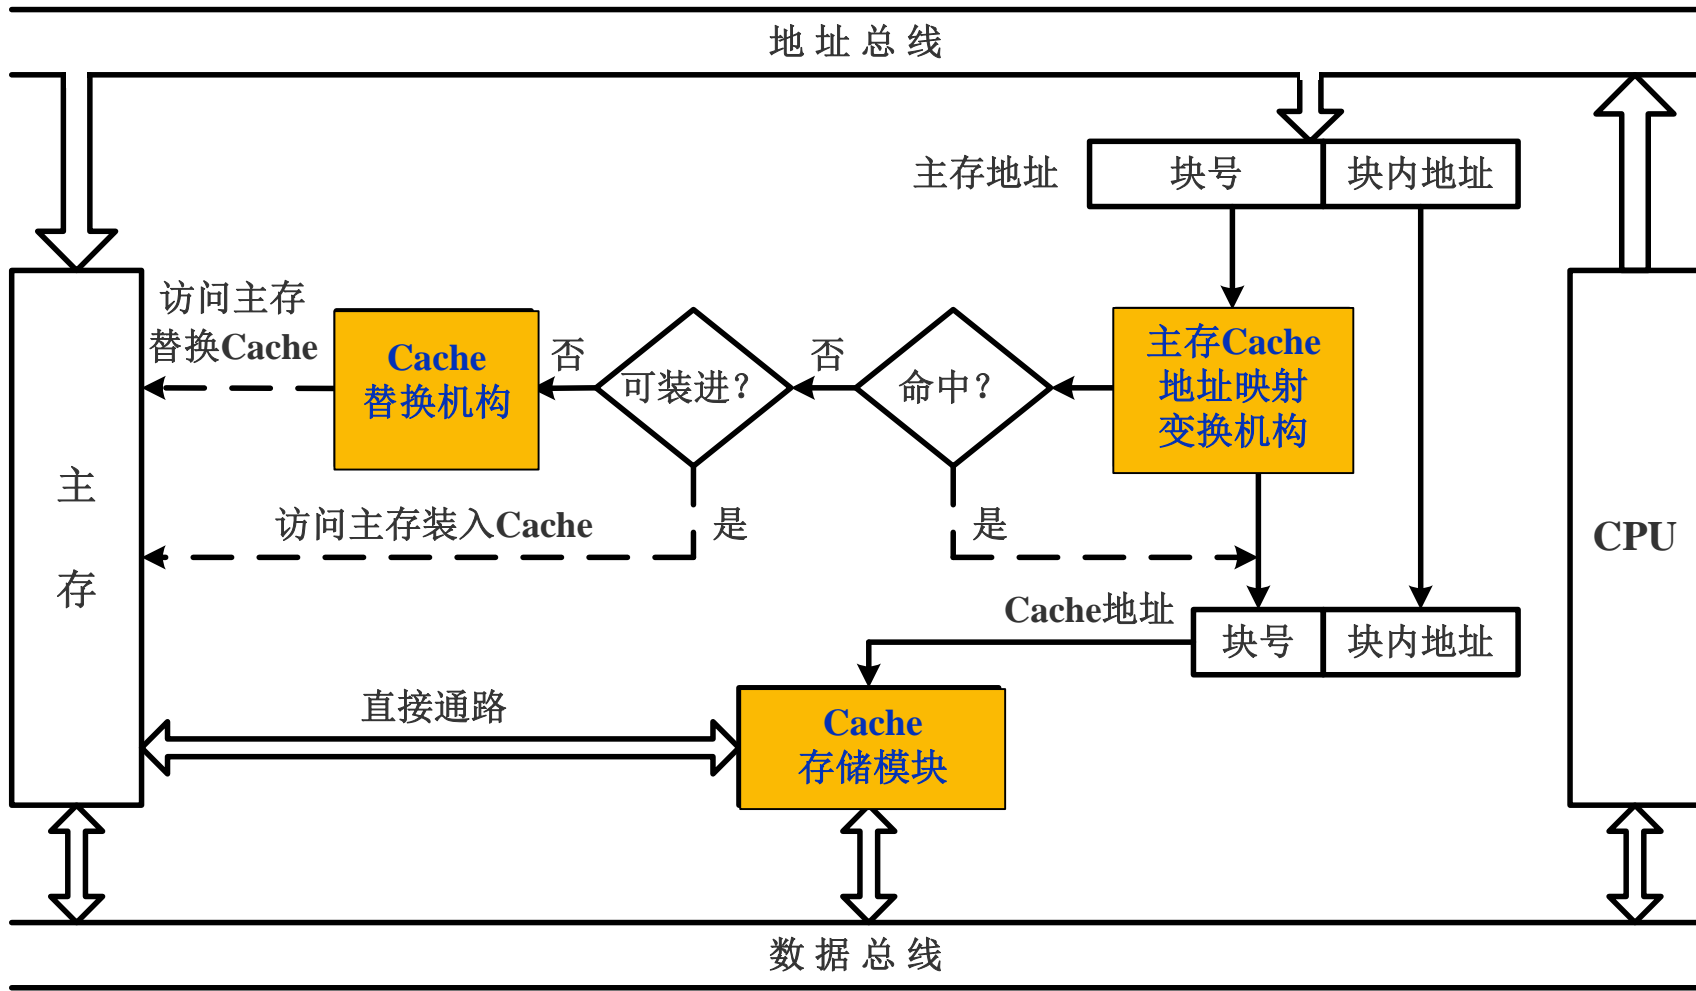 地址总线
主存地址
块号
块内地址
访问主存
替换Cache
Cache
替换机构
否
可装进?
否
命中?
主存Cache
地址映射
变换机构
主
存
访问主存装入Cache
是
是
CPU
Cache地址
块号
块内地址
直接通路
Cache
存储模块
数据总线